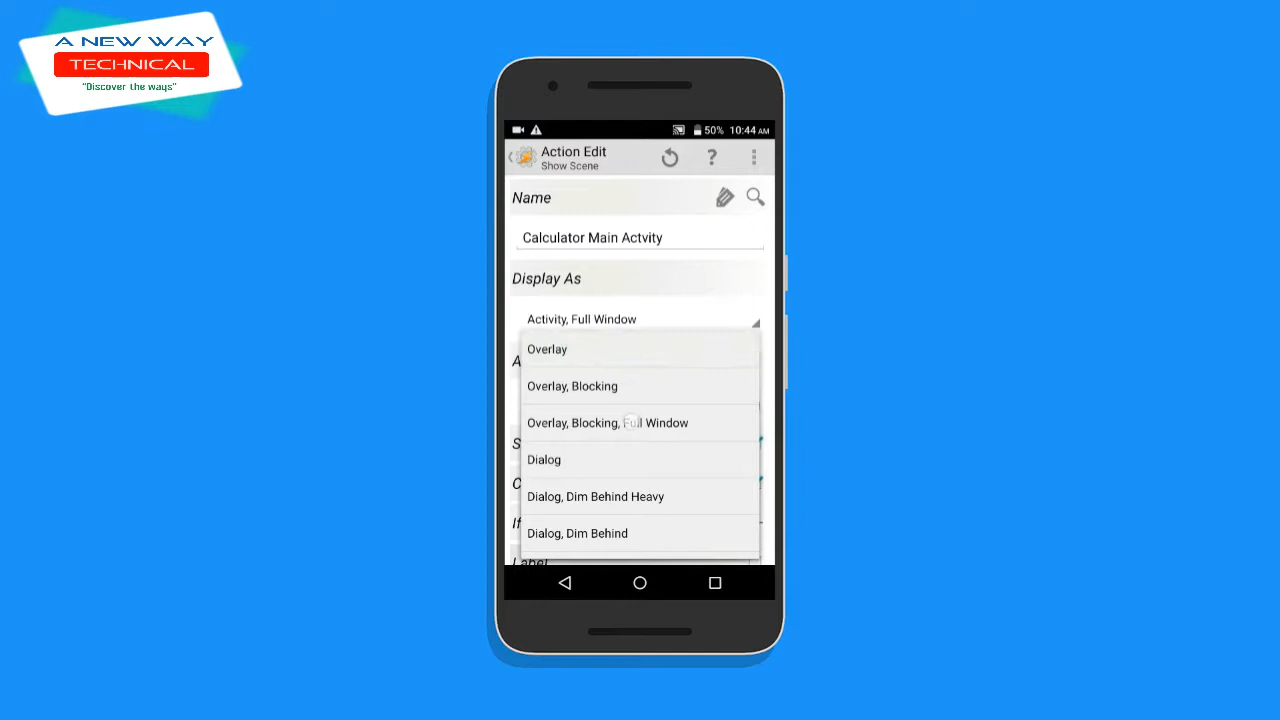 A NEW WAY
TECHNICAL
"Discover the ways"
50% 10:44 AM
Action Edit
Show Scene
Name
Calculator Main Actvity
Display As
Activity, Full Window
A
Overlay
Overlay, Blocking
Overlay, Blocking, Full Window
S
Dialog
C
Dialog, Dim Behind Heavy
If
Dialog, Dim Behind
Label